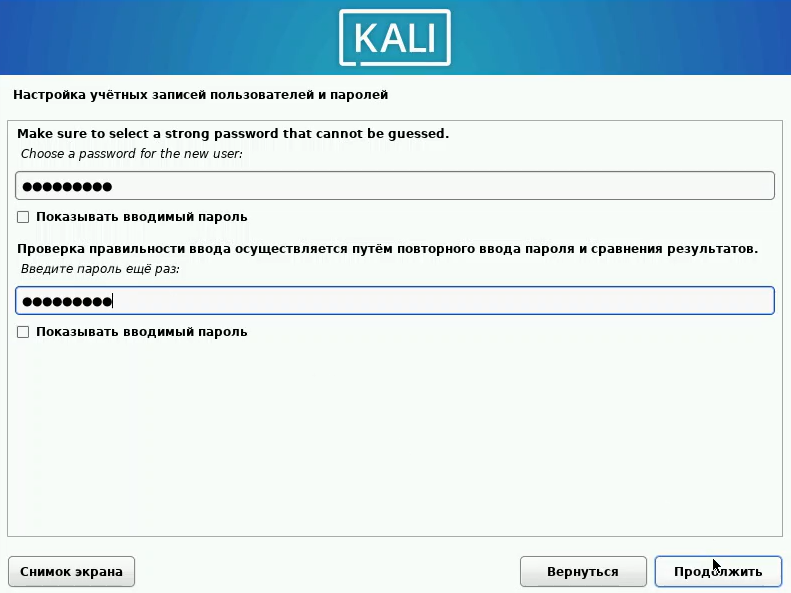 KALI
Настройка учётных записей пользователей и паролей
Make sure to select a strong password that cannot be guessed.
Choose a password for the new user:
●●●●●●●●●
Показывать вводимый пароль
Проверка правильности ввода осуществляется путём повторного ввода пароля и сравнения результатов.
Введите пароль ещё раз:
●●●●●●●●●
Показывать вводимый пароль
Снимок экрана
Вернуться
Продолжить